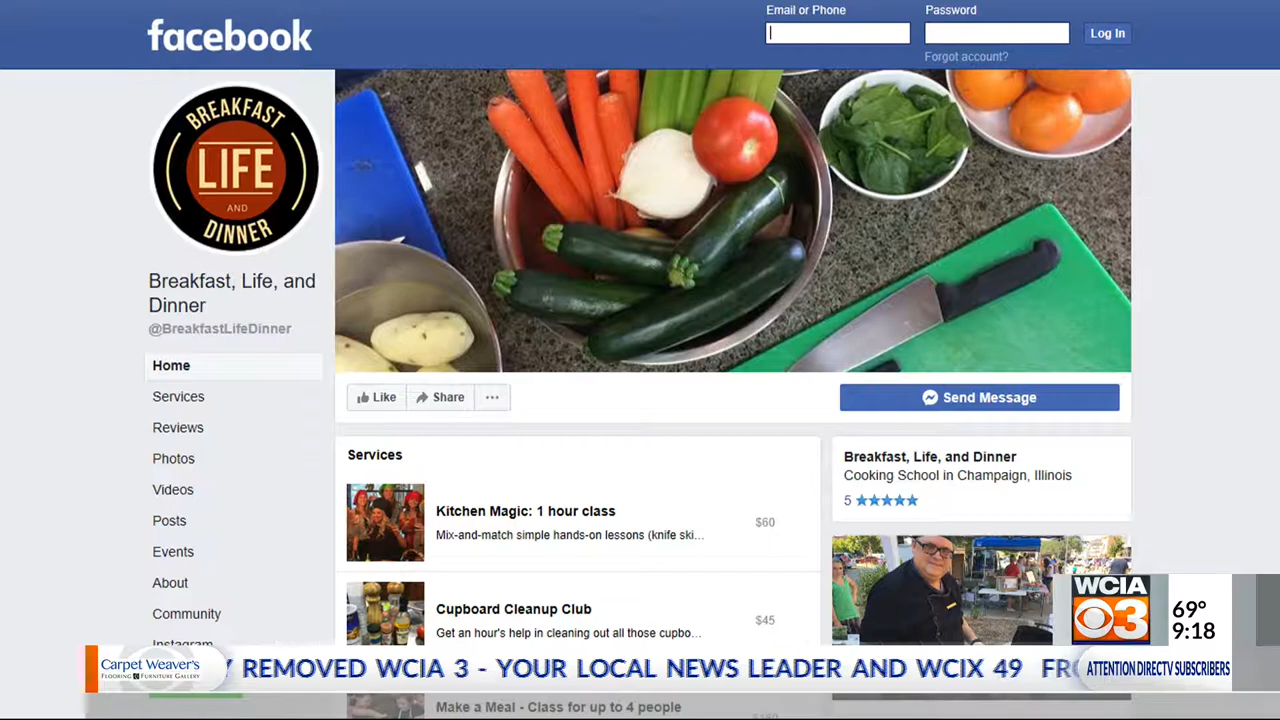 facebook
Email or Phone
Password
Log In
Forgot account?
BREAKFAST
LIFE
AND
DINNER
Breakfast, Life, and
Dinner
@BreakfastLifeDinner
Home
Services
Reviews
Photos
Videos
Posts
Events
About
Community
Instagram
Like
Share
...
Send Message
Services
Kitchen Magic: 1 hour class
Mix-and-match simple hands-on lessons (knife ski...
$60
Cupboard Cleanup Club
Get an hour's help in cleaning out all those cupbo...
$45
Make a Meal - Class for up to 4 people
Breakfast, Life, and Dinner
Cooking School in Champaign, Illinois
5
WCIA
3
69°
9:18
Carpet Weaver's
FLOORING & FURNITURE GALLERY
Y REMOVED WCIA 3 - YOUR LOCAL NEWS LEADER AND WCIX 49 FRO
ATTENTION DIRECTV SUBSCRIBERS